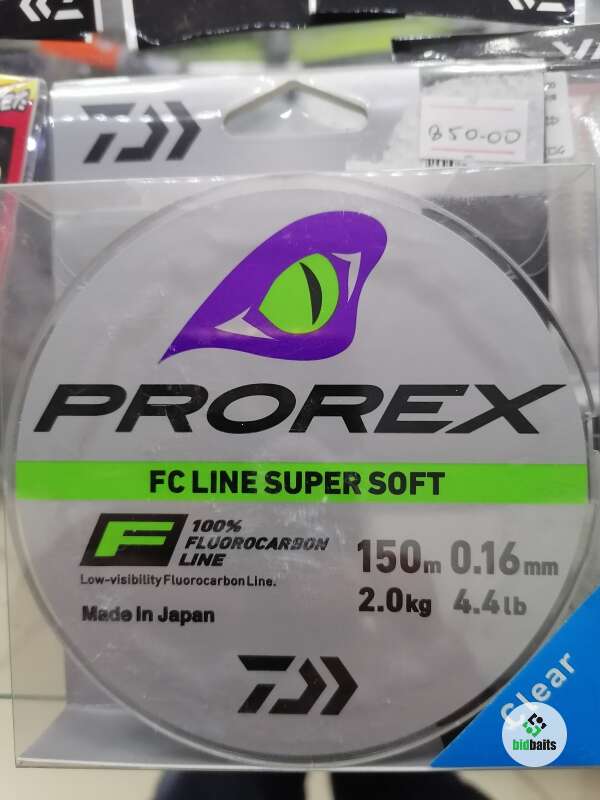 850-00
PROREX
FC LINE SUPER SOFT
F
100%
FLUOROCARBON
LINE
150m 0.16mm
Low-visibility Fluorocarbon Line.
2.0kg 4.4lb
Made In Japan
Clear
bidbaits